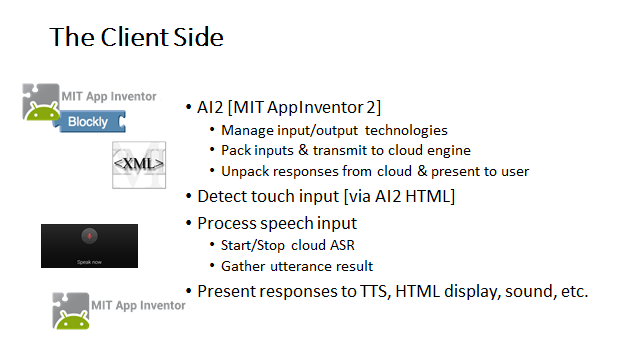 The Client Side
MIT App Inventor
Blockly
<XML>
Speak now
MIT App Inventor
• AI2 [MIT AppInventor 2]
• Manage input/output technologies
• Pack inputs & transmit to cloud engine
• Unpack responses from cloud & present to user
• Detect touch input [via AI2 HTML]
• Process speech input
• Start/Stop cloud ASR
• Gather utterance result
• Present responses to TTS, HTML display, sound, etc.